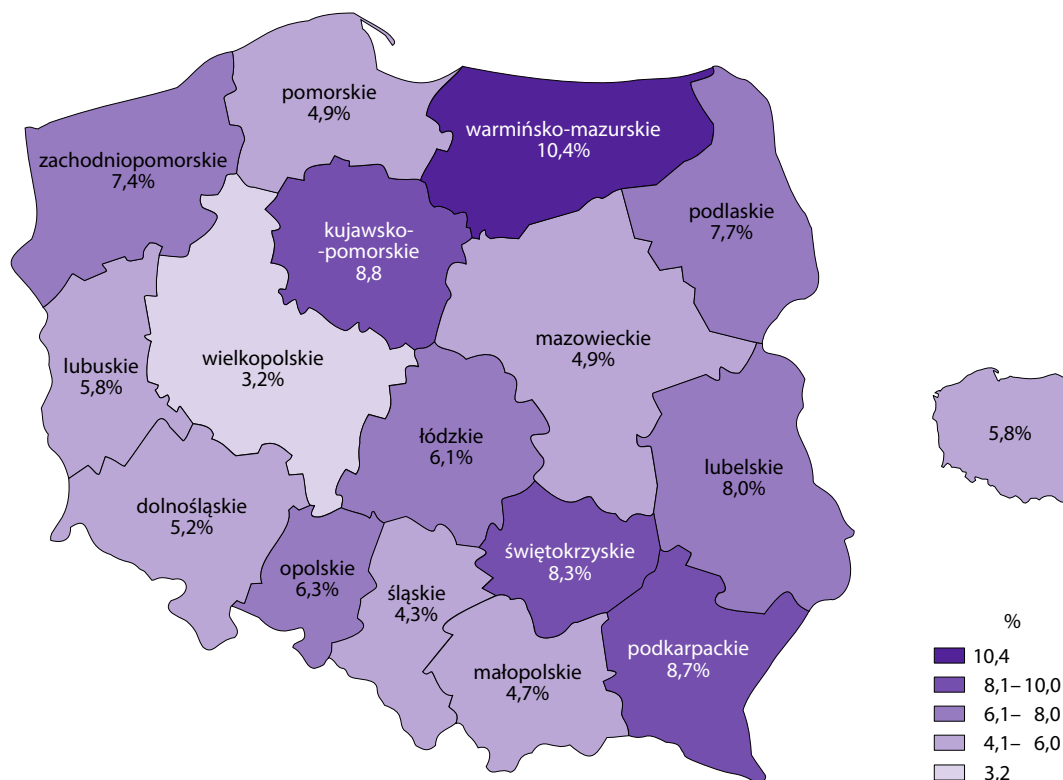 pomorskie
4,9%
warmińsko-mazurskie
10,4%
zachodniopomorskie
7,4%
podlaskie
7,7%
kujawsko-
-pomorskie
8,8
mazowieckie
4,9%
wielkopolskie
3,2%
lubuskie
5,8%
5,8%
łódzkie
6,1%
lubelskie
8,0%
dolnośląskie
5,2%
świętokrzyskie
8,3%
opolskie
6,3%
śląskie
4,3%
podkarpackie
8,7%
małopolskie
4,7%
%
10,4
8,1– 10,0
6,1– 8,0
4,1– 6,0
3,2